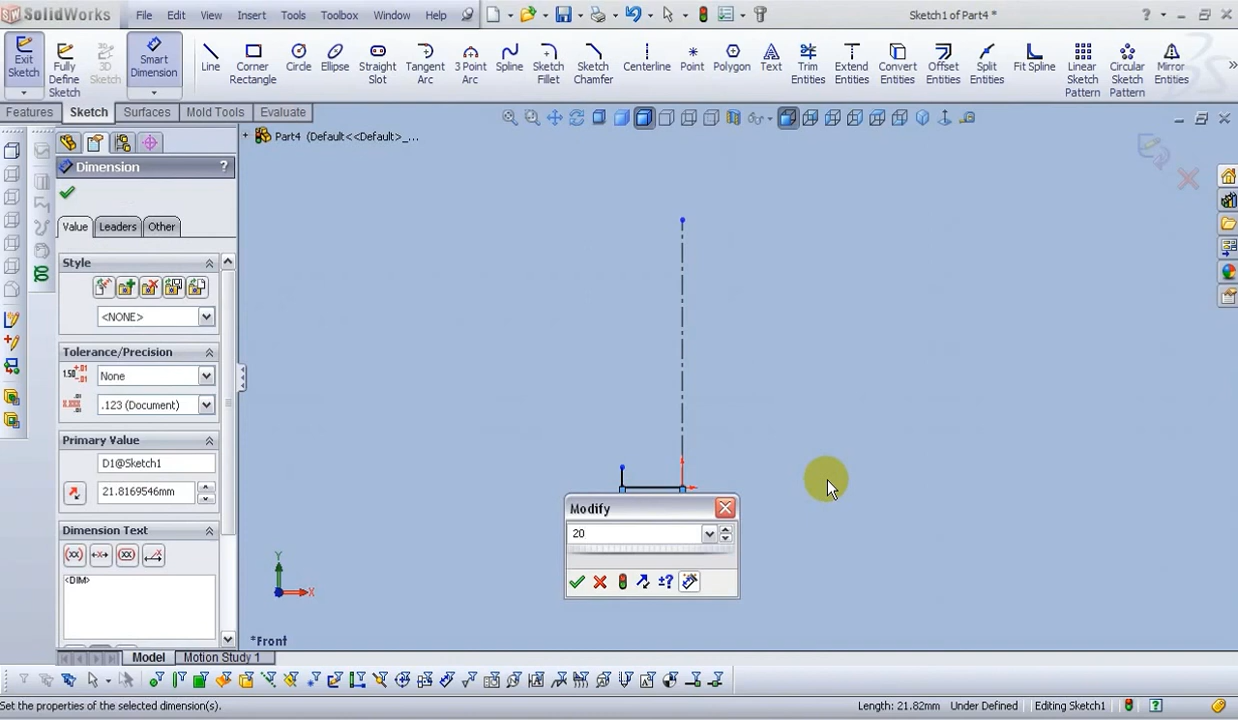 SolidWorks File Edit View Insert Tools Toolbox Window Help Sketch1 of Part4 *
Exit Sketch
Fully Define Sketch
3D Sketch
Smart Dimension
Line
Corner Rectangle
Circle
Ellipse
Straight Slot
Tangent Arc
3 Point Arc
Spline
Sketch Fillet
Sketch Chamfer
Centerline
Point
Polygon
Text
Trim Entities
Extend Entities
Convert Entities
Offset Entities
Split Entities
Fit Spline
Linear Sketch Pattern
Circular Sketch Pattern
Mirror Entities
Features Sketch Surfaces Mold Tools Evaluate
Part4 (Default<<Default>_...
Dimension ?
Value Leaders Other
Style
<NONE>
Tolerance/Precision
None
.123 (Document)
Primary Value
D1@Sketch1
21.8169546mm
Dimension Text
<DIM>
Modify
20
Y
X
*Front
Model Motion Study 1
Set the properties of the selected dimension(s). Length: 21.82mm Under Defined Editing Sketch1